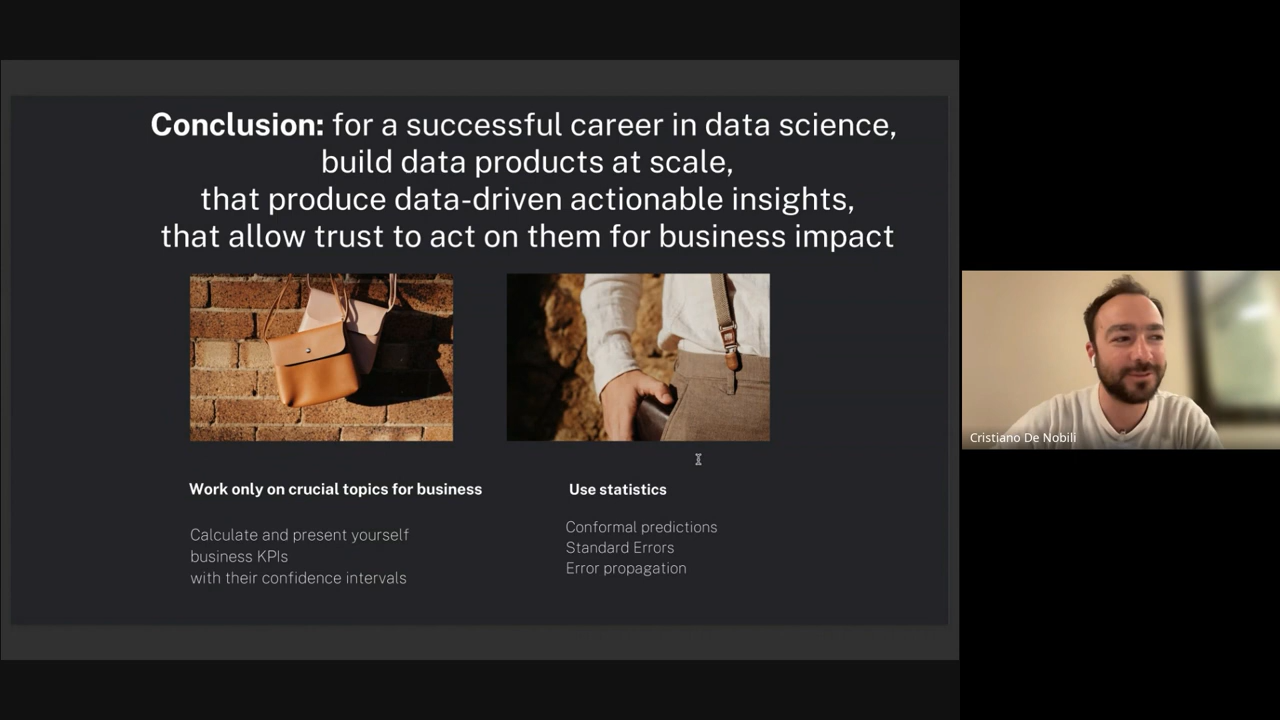 Conclusion: for a successful career in data science,
build data products at scale,
that produce data-driven actionable insights,
that allow trust to act on them for business impact
Work only on crucial topics for business
Calculate and present yourself
business KPIs
with their confidence intervals
Use statistics
Conformal predictions
Standard Errors
Error propagation
Cristiano De Nobili